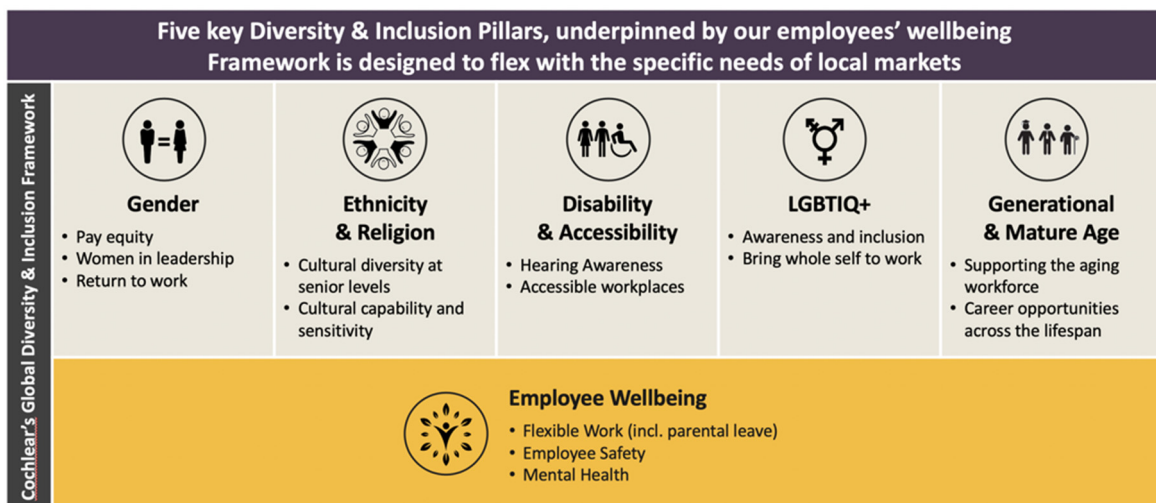 Five key Diversity & Inclusion Pillars, underpinned by our employees’ wellbeing
Framework is designed to flex with the specific needs of local markets
Cochlear’s Global Diversity & Inclusion Framework
Gender
• Pay equity
• Women in leadership
• Return to work
Ethnicity
& Religion
• Cultural diversity at
senior levels
• Cultural capability and
sensitivity
Disability
& Accessibility
• Hearing Awareness
• Accessible workplaces
LGBTIQ+
• Awareness and inclusion
• Bring whole self to work
Generational
& Mature Age
• Supporting the aging
workforce
• Career opportunities
across the lifespan
Employee Wellbeing
• Flexible Work (incl. parental leave)
• Employee Safety
• Mental Health